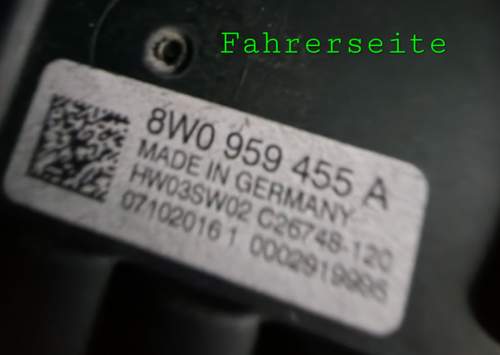 Fahrerseite
8W0 959 455 A
MADE IN GERMANY
HW03SW02 C26748-120
07102016 1 0002919995